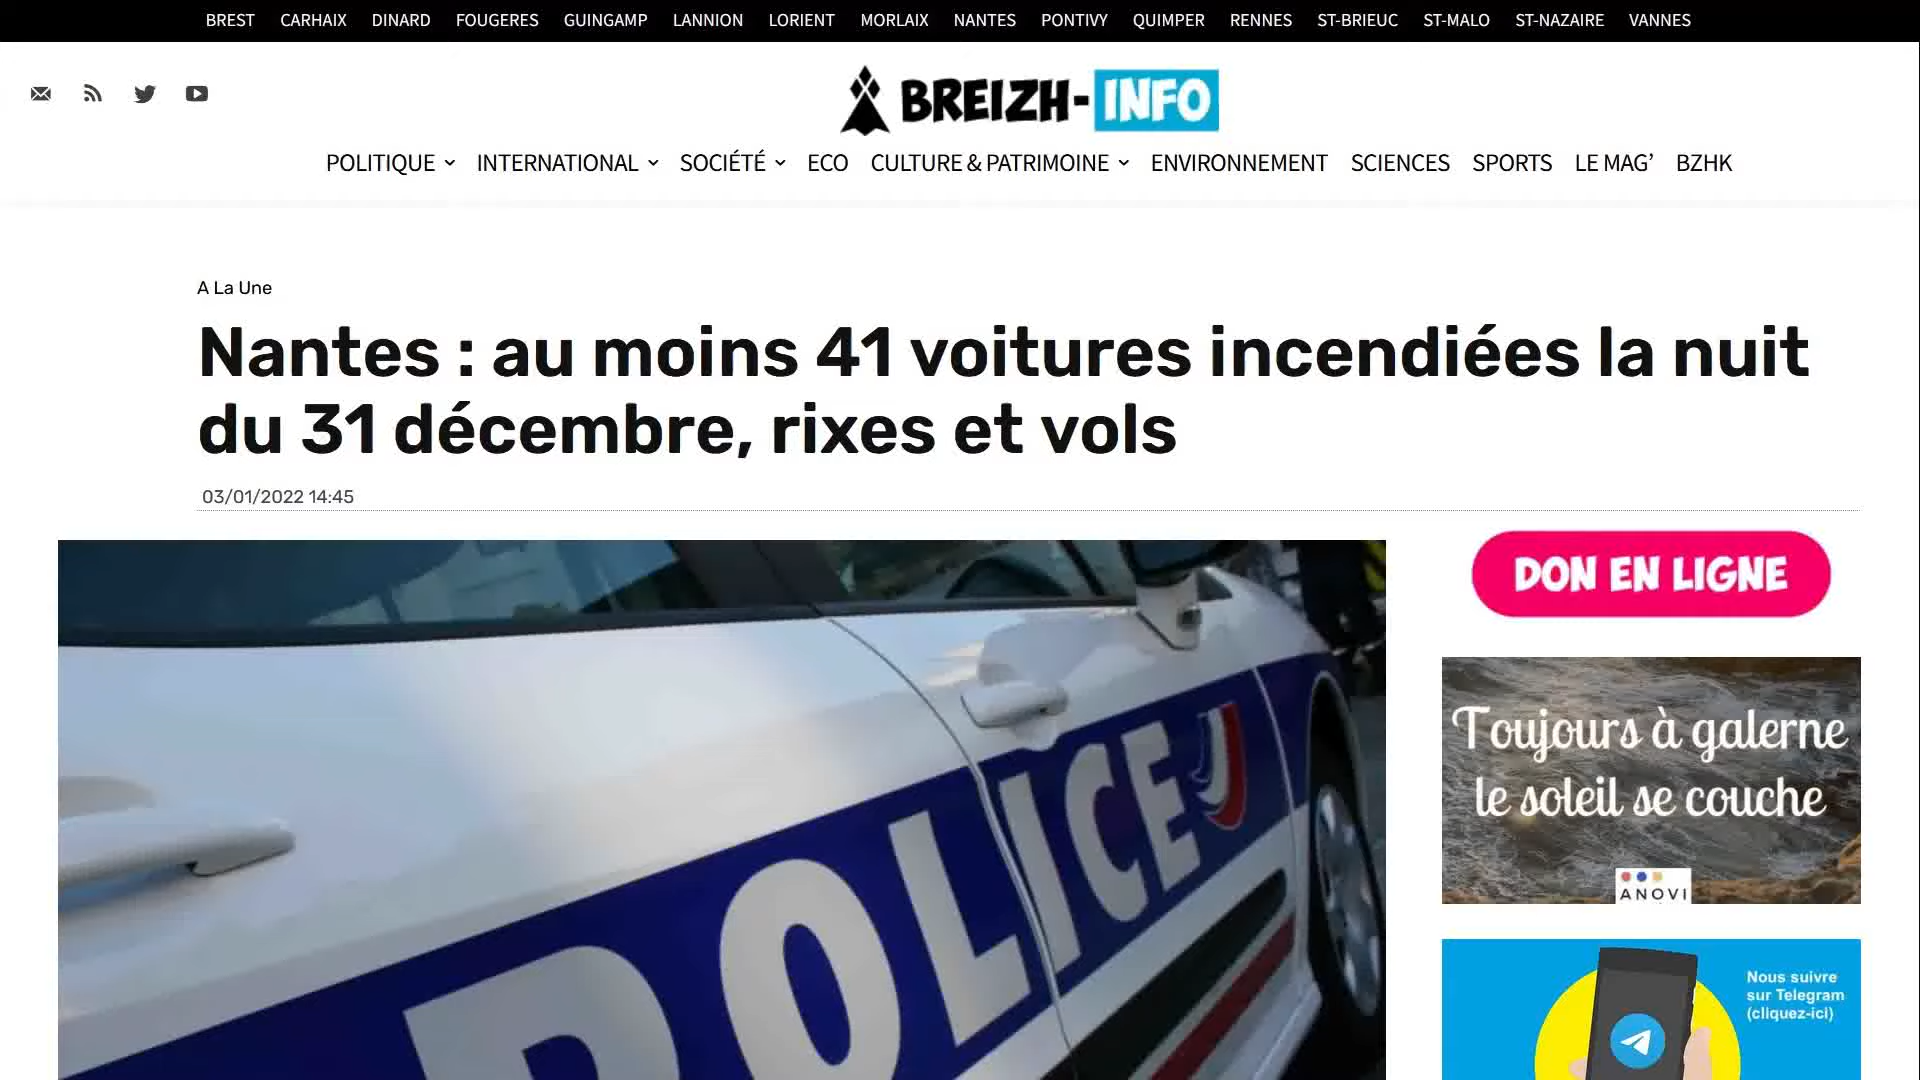 BREST CARHAIX DINARD FOUGERES GUINGAMP LANNION LORIENT MORLAIX NANTES PONTIVY QUIMPER RENNES ST-BRIEUC ST-MALO ST-NAZAIRE VANNES
BREIZH-INFO
POLITIQUE INTERNATIONAL SOCIÉTÉ ECO CULTURE & PATRIMOINE ENVIRONNEMENT SCIENCES SPORTS LE MAG’ BZHK
A La Une
Nantes : au moins 41 voitures incendiées la nuit
du 31 décembre, rixes et vols
03/01/2022 14:45
DON EN LIGNE
POLICE
Toujours à galerne
le soleil se couche
ANOVI
Nous suivre
sur Telegram
(cliquez-ici)